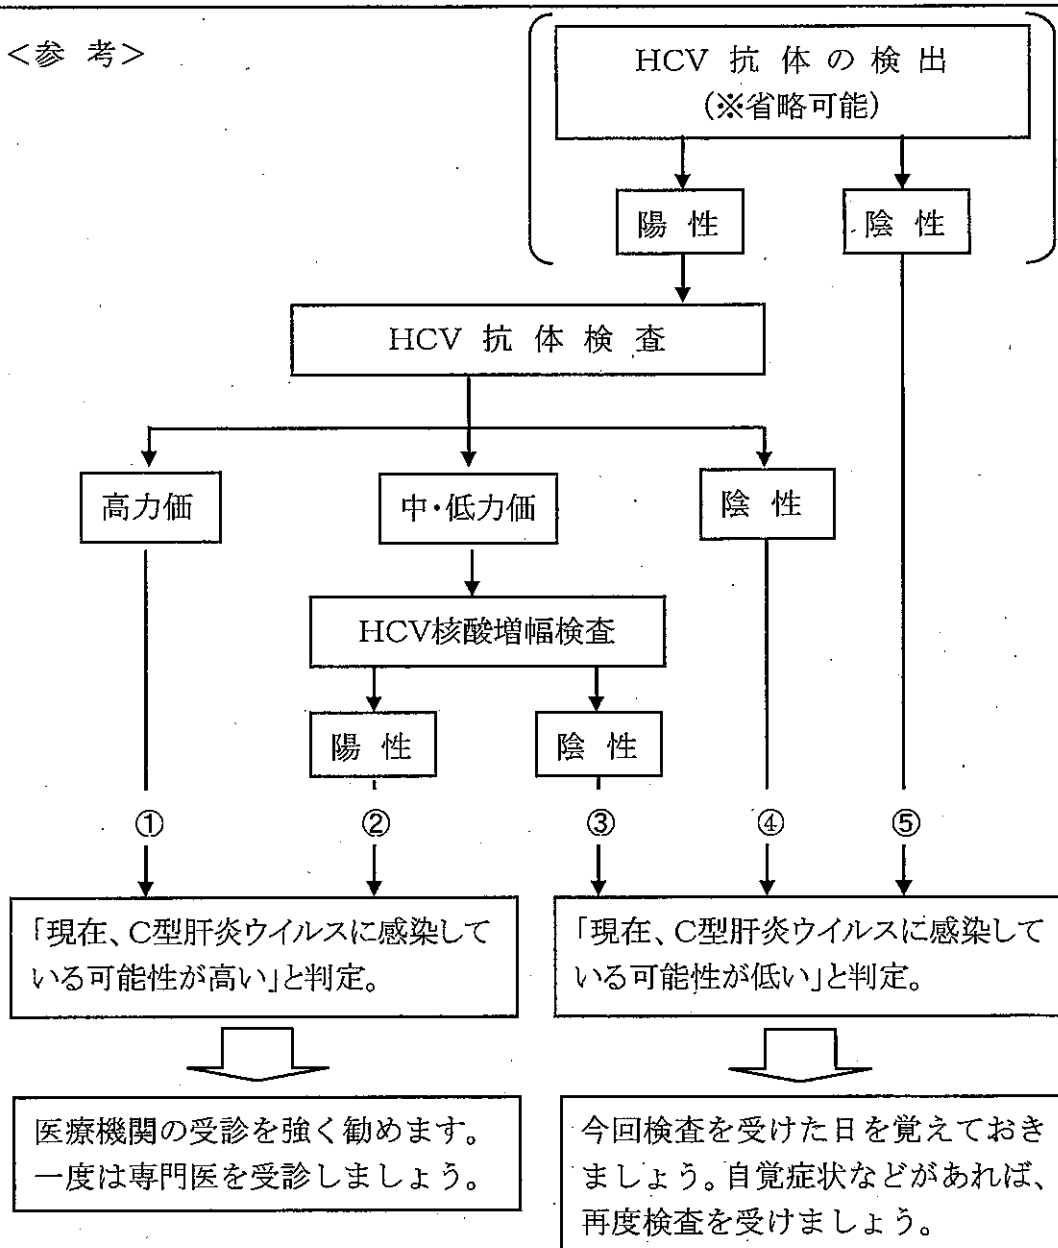 <参 考>
HCV 抗 体 の 検 出
(※省略可能)
陽 性
陰 性
HCV 抗 体 検 査
高力価
中・低力価
陰 性
HCV核酸増幅検査
陽 性
陰 性
①
②
③
④
⑤
「現在、C型肝炎ウイルスに感染して
いる可能性が高い」と判定。
「現在、C型肝炎ウイルスに感染して
いる可能性が低い」と判定。
医療機関の受診を強く勧めます。
一度は専門医を受診しましょう。
今回検査を受けた日を覚えておき
ましょう。自覚症状などがあれば、
再度検査を受けましょう。